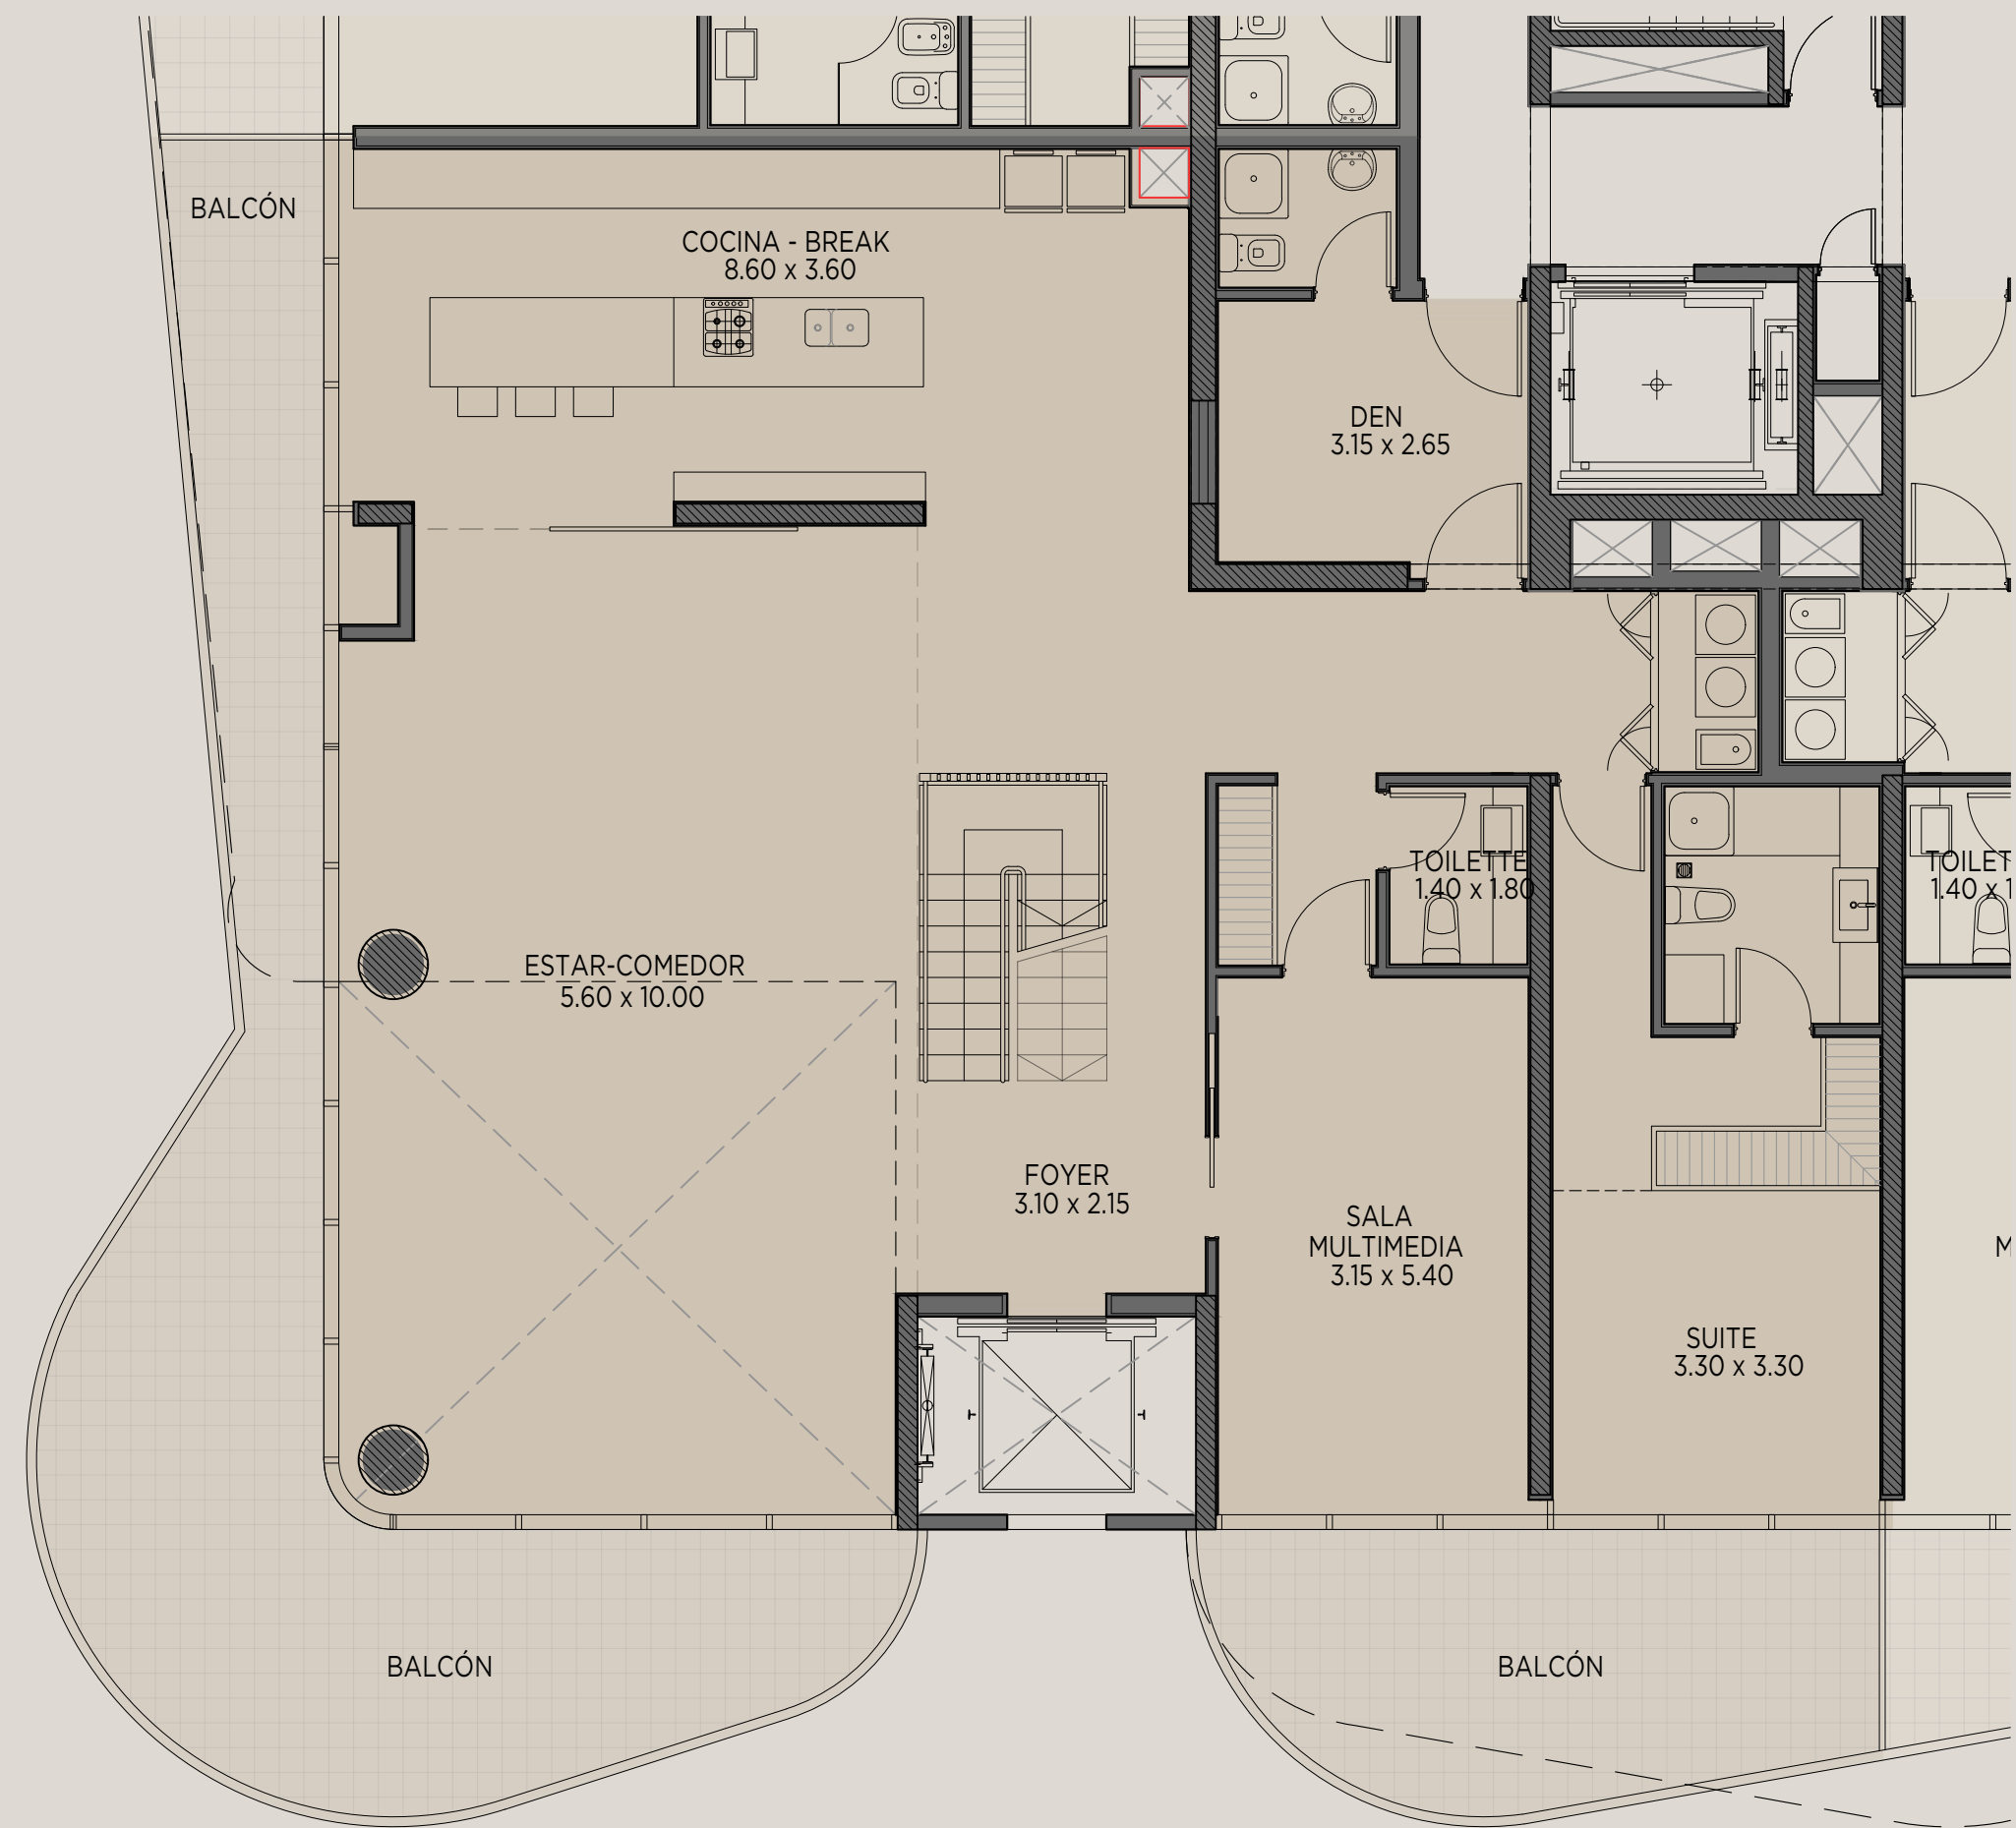 BALCÓN
COCINA - BREAK
8.60 x 3.60
DEN
3.15 x 2.65
TOILETTE
1.40 x 1.80
TOILET
1.40 x 1
ESTAR-COMEDOR
5.60 x 10.00
FOYER
3.10 x 2.15
SALA
MULTIMEDIA
3.15 x 5.40
M
SUITE
3.30 x 3.30
BALCÓN
BALCÓN